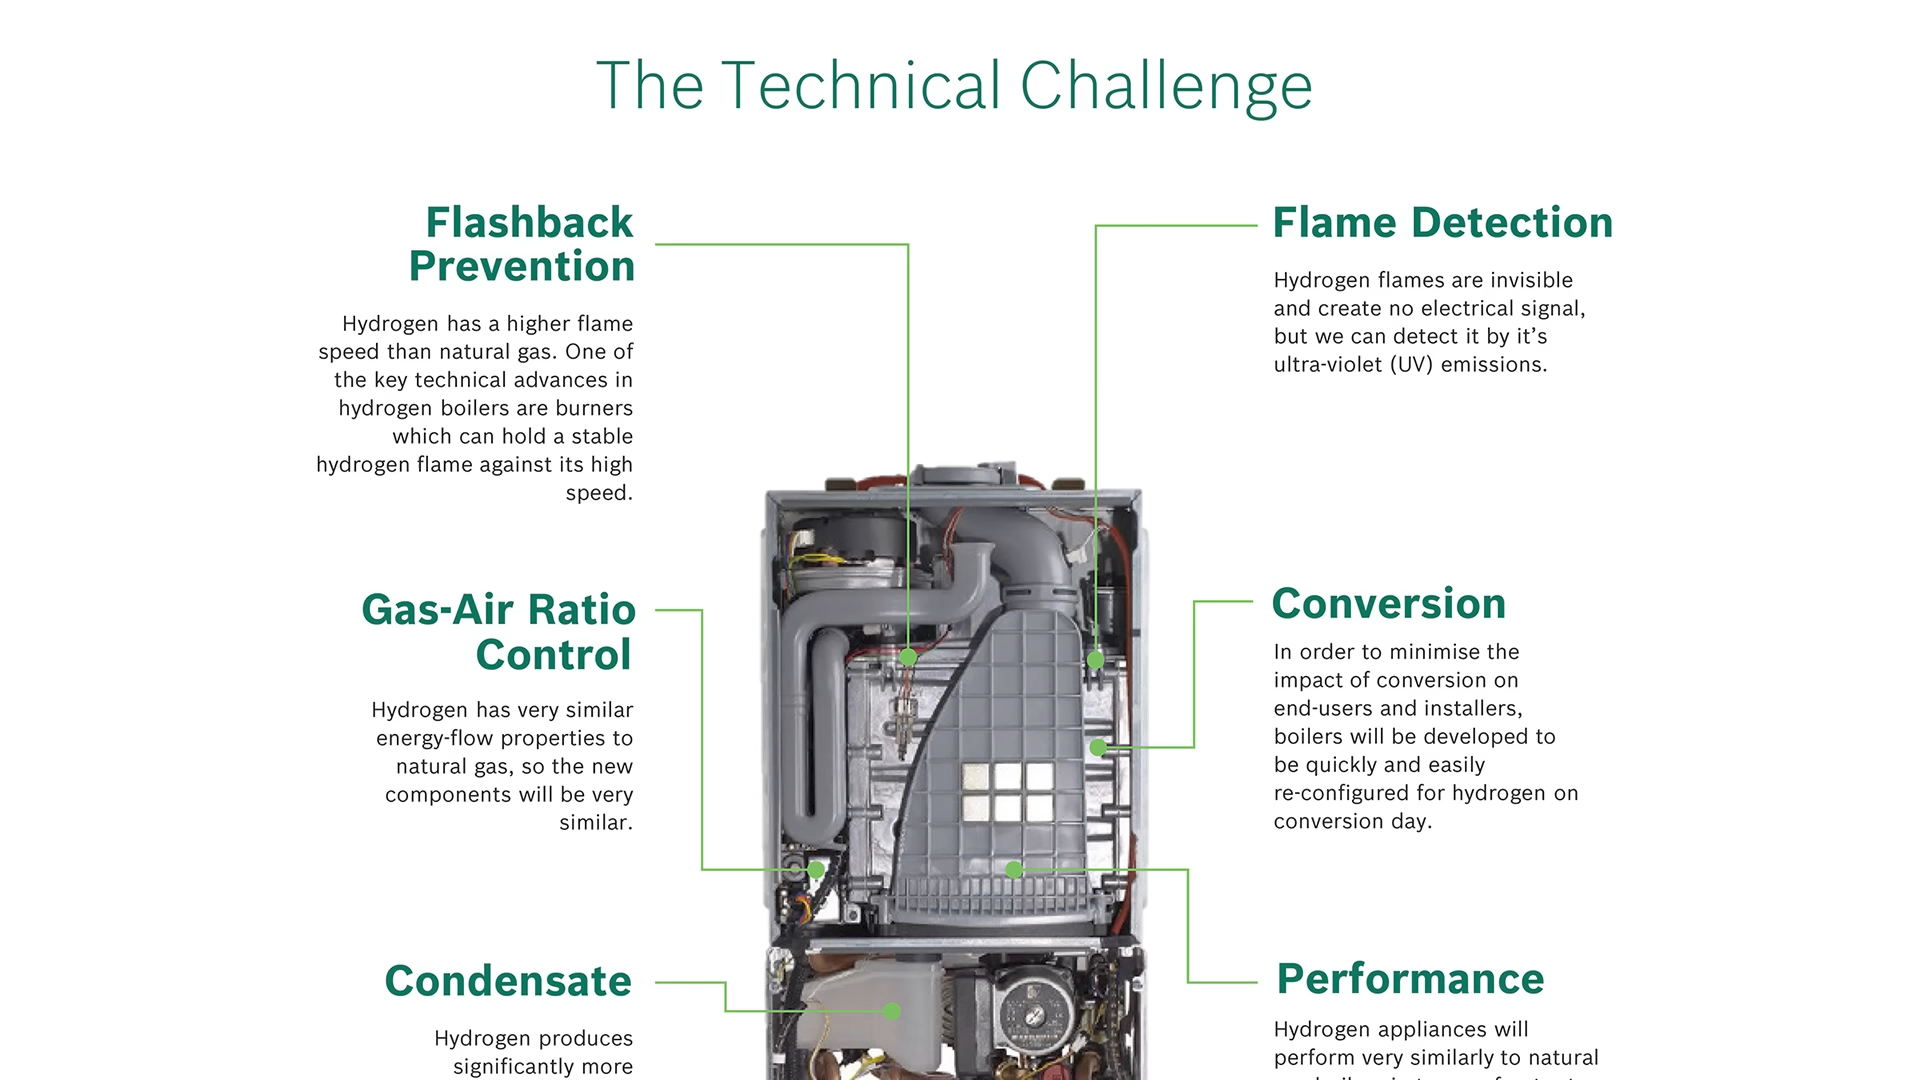 The Technical Challenge
Flashback
Prevention
Hydrogen has a higher flame
speed than natural gas. One of
the key technical advances in
hydrogen boilers are burners
which can hold a stable
hydrogen flame against its high
speed.
Flame Detection
Hydrogen flames are invisible
and create no electrical signal,
but we can detect it by it’s
ultra-violet (UV) emissions.
Gas-Air Ratio
Control
Hydrogen has very similar
energy-flow properties to
natural gas, so the new
components will be very
similar.
Conversion
In order to minimise the
impact of conversion on
end-users and installers,
boilers will be developed to
be quickly and easily
re-configured for hydrogen on
conversion day.
Condensate
Hydrogen produces
significantly more
Performance
Hydrogen appliances will
perform very similarly to natural